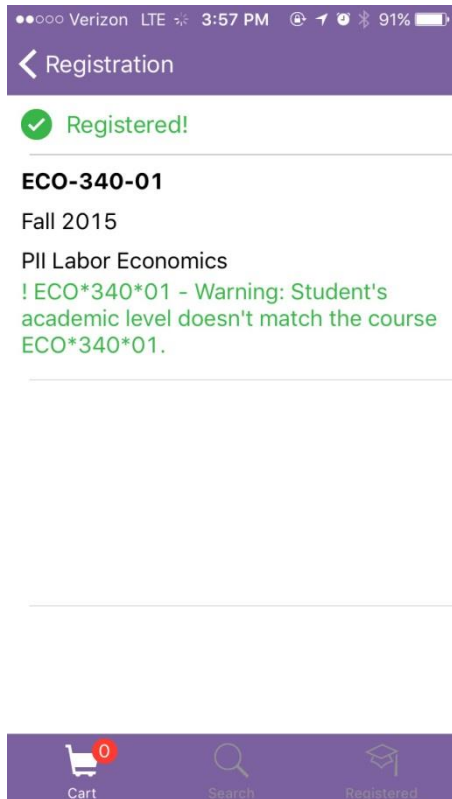 Verizon LTE 3:57 PM 91%
Registration
Registered!
ECO-340-01
Fall 2015
PII Labor Economics
! ECO*340*01 - Warning: Student's
academic level doesn't match the course
ECO*340*01.
0
Cart Search Registered